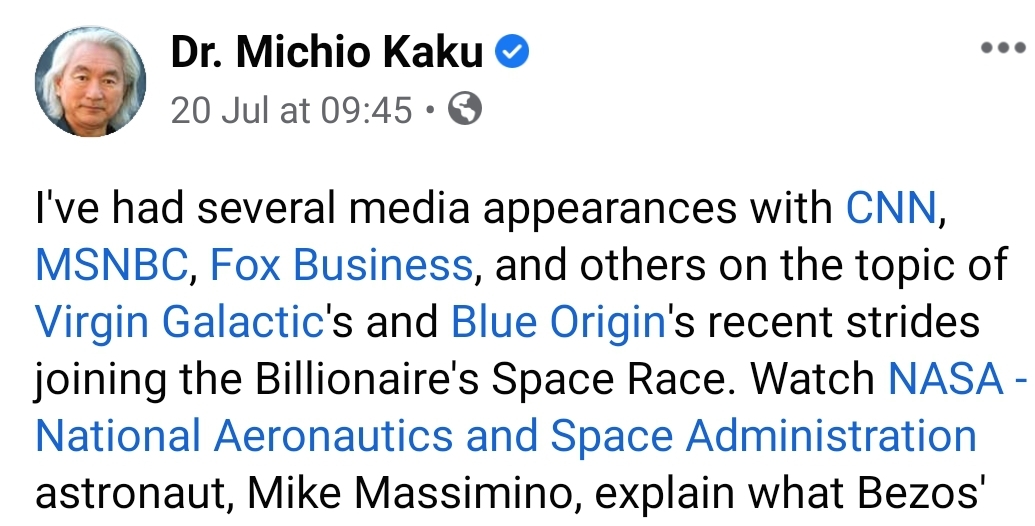 Dr. Michio Kaku
20 Jul at 09:45 •
I've had several media appearances with CNN,
MSNBC, Fox Business, and others on the topic of
Virgin Galactic's and Blue Origin's recent strides
joining the Billionaire's Space Race. Watch NASA -
National Aeronautics and Space Administration
astronaut, Mike Massimino, explain what Bezos'